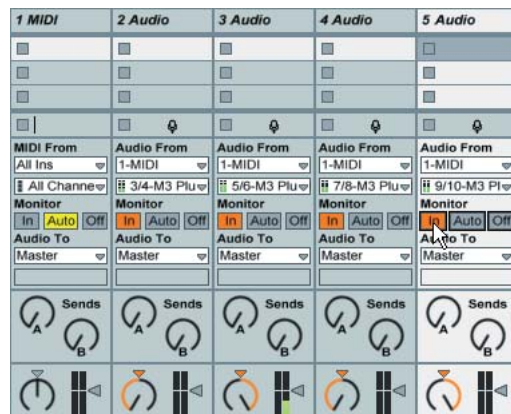 1 MIDI 2 Audio 3 Audio 4 Audio 5 Audio
MIDI From Audio From Audio From Audio From Audio From
All Ins 1-MIDI 1-MIDI 1-MIDI 1-MIDI
All Channe 3/4-M3 Plu 5/6-M3 Plu 7/8-M3 Plu 9/10-M3 Pl
Monitor Monitor Monitor Monitor Monitor
In Auto Off In Auto Off In Auto Off In Auto Off In Auto Off
Audio To Audio To Audio To Audio To Audio To
Master Master Master Master Master
Sends Sends Sends Sends Sends
A B A B A B A B A B